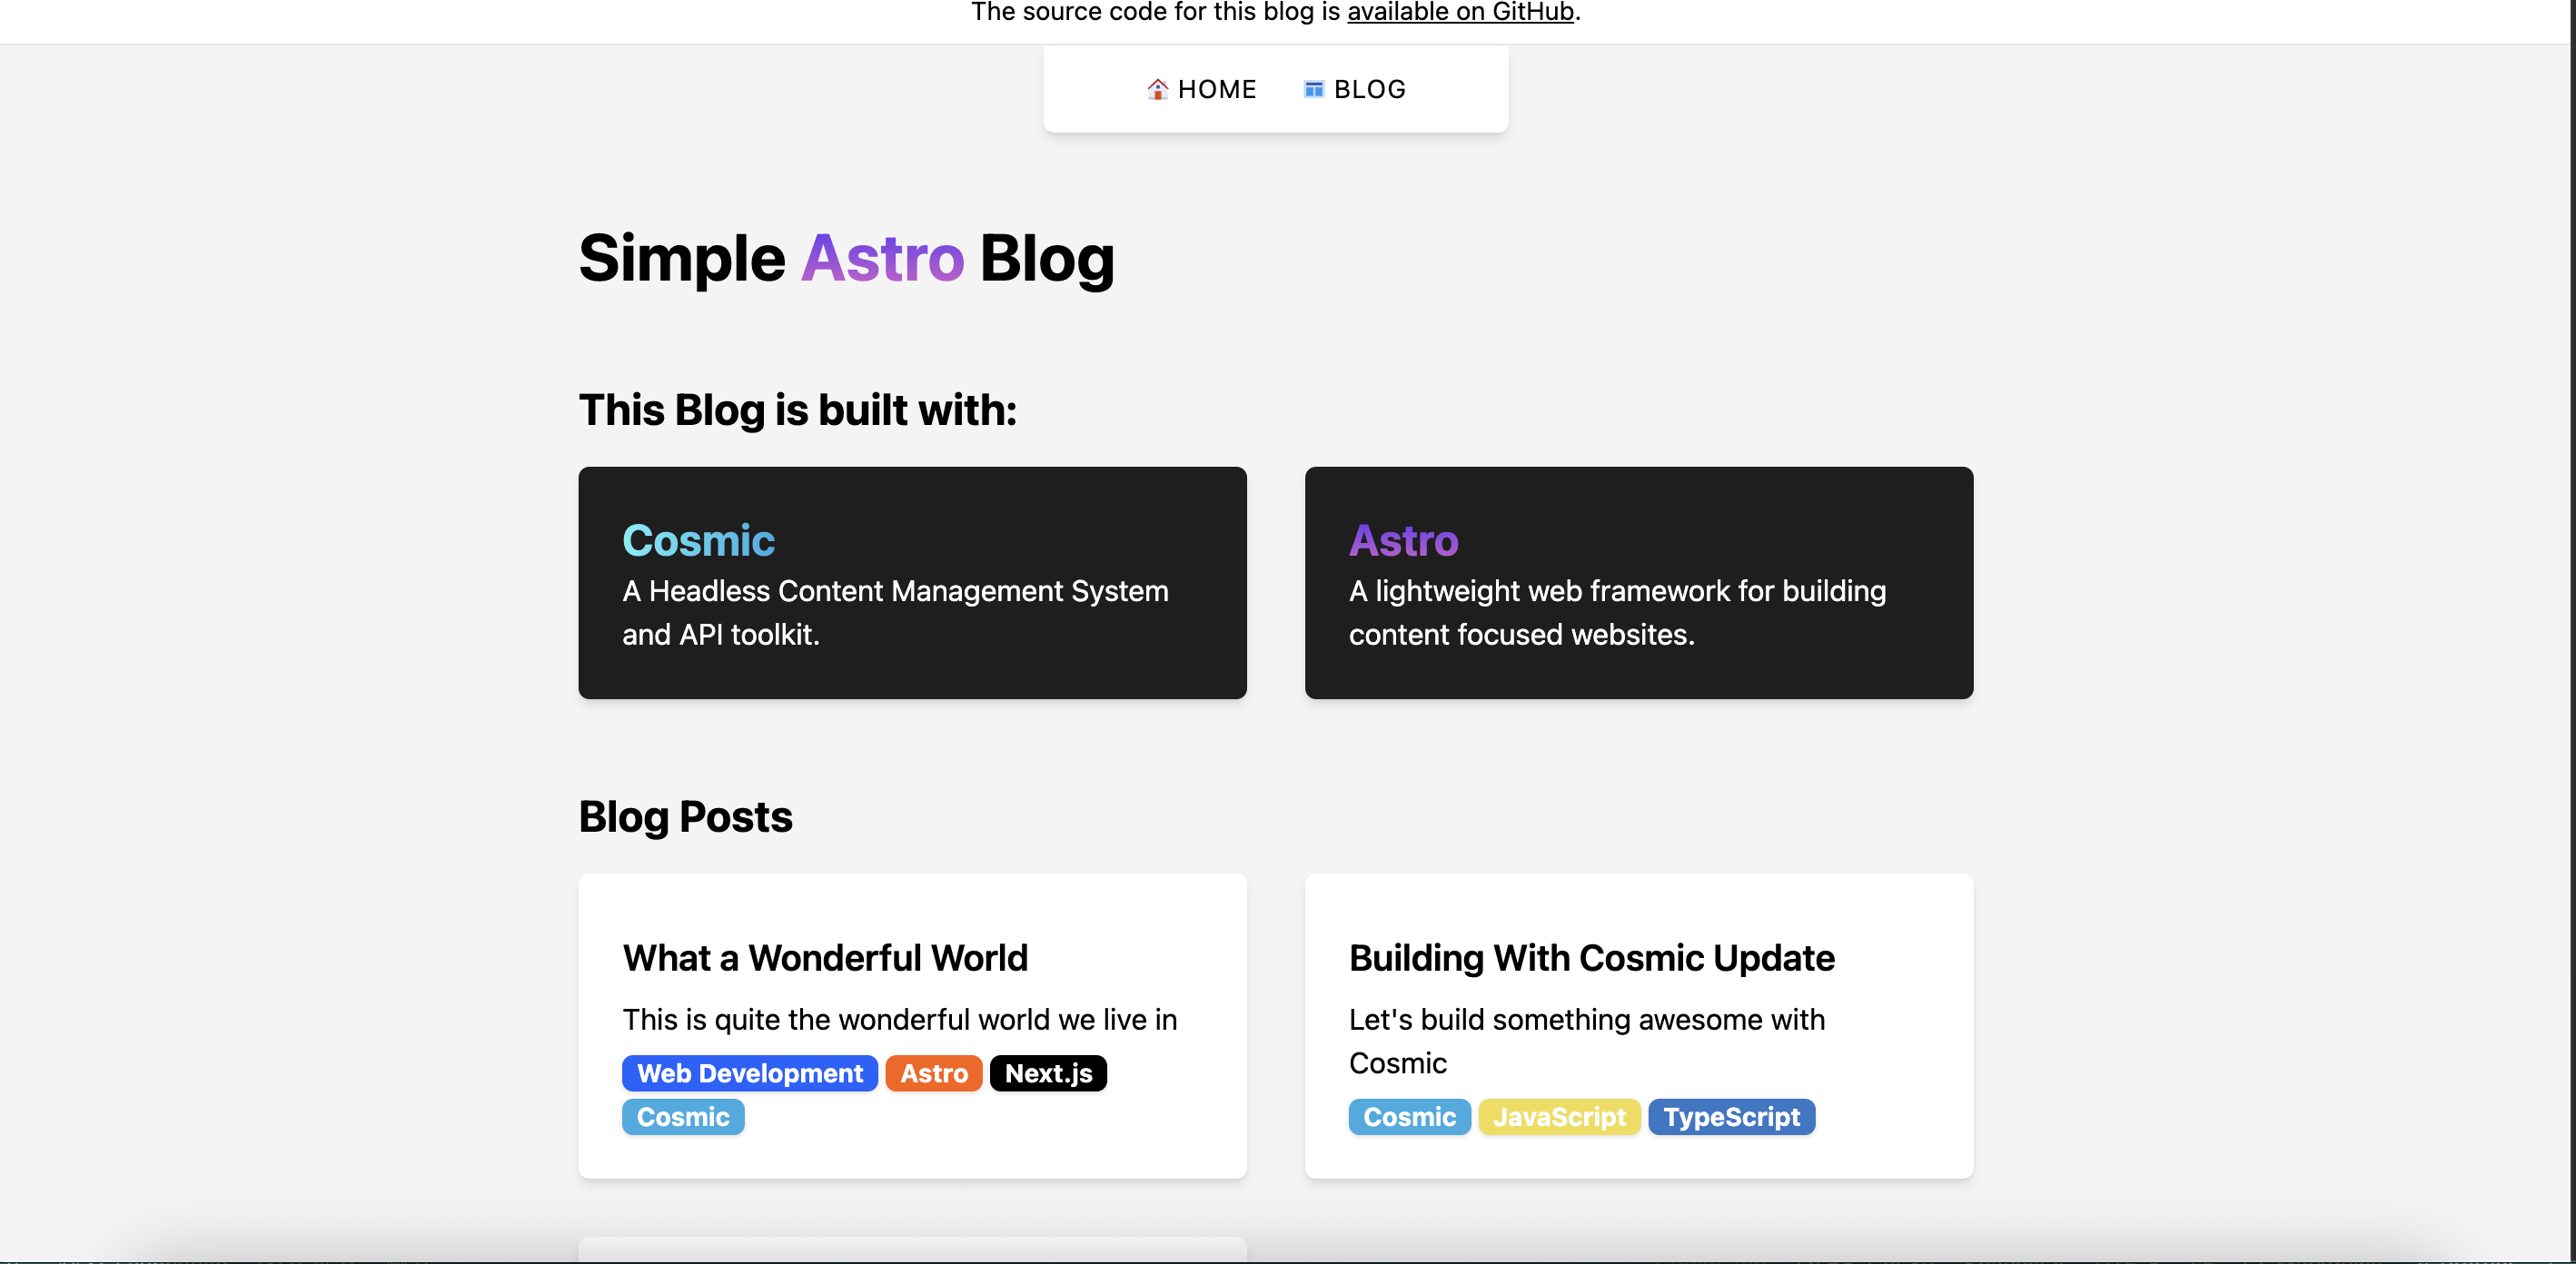 The source code for this blog is available on GitHub.
HOME BLOG
Simple Astro Blog
This Blog is built with:
Cosmic
A Headless Content Management System
and API toolkit.
Astro
A lightweight web framework for building
content focused websites.
Blog Posts
What a Wonderful World
This is quite the wonderful world we live in
Web Development Astro Next.js
Cosmic
Building With Cosmic Update
Let's build something awesome with
Cosmic
Cosmic JavaScript TypeScript